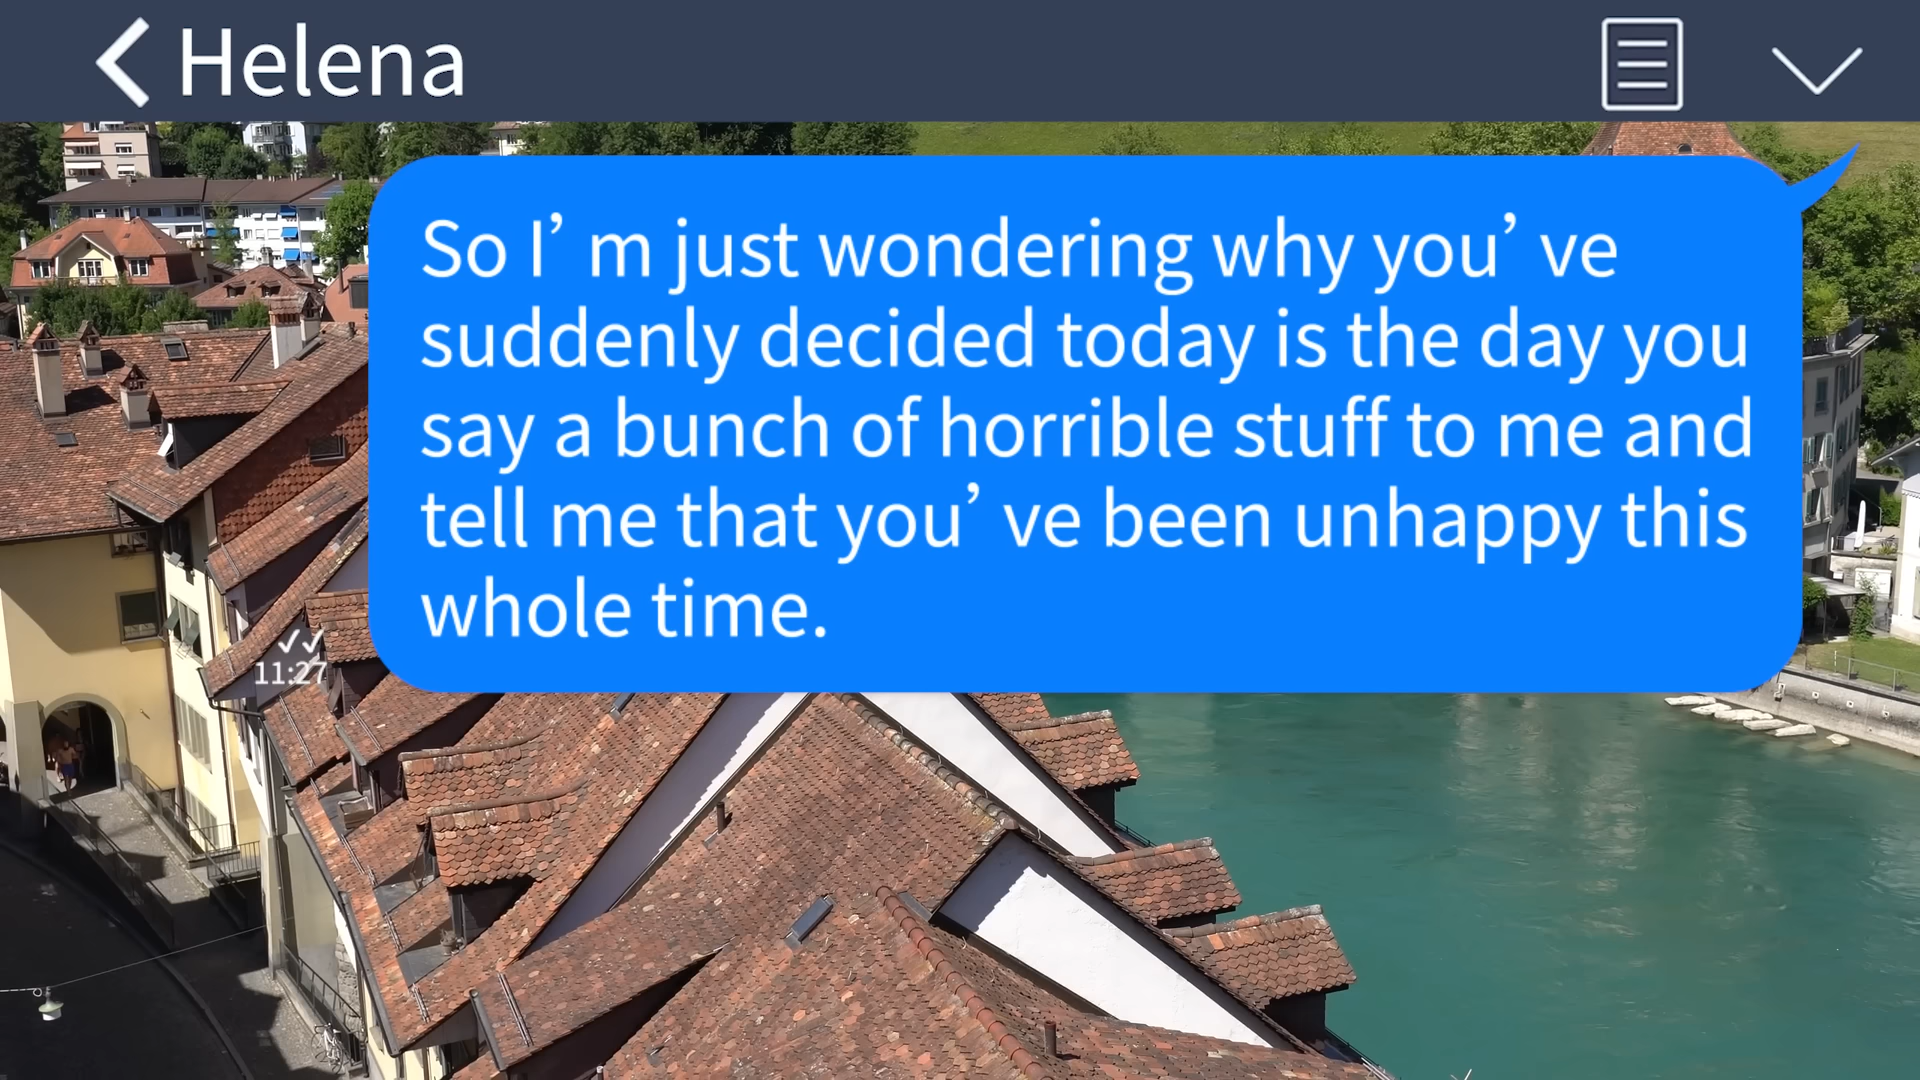 Helena
So I’m just wondering why you’ve
suddenly decided today is the day you
say a bunch of horrible stuff to me and
tell me that you’ve been unhappy this
whole time.
11:27